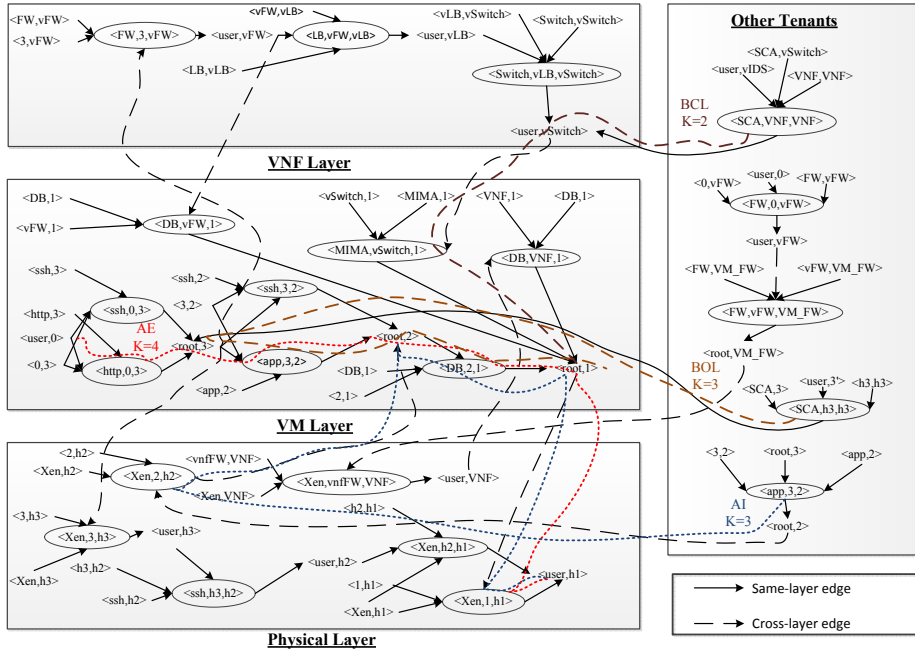 <FW,vFW>
<3,vFW>
<FW,3,vFW>
<user,vFW>
<vFW,vLB>
<LB,vFW,vLB>
<LB,vLB>
<user,vLB>
<vLB,vSwitch>
<Switch,vSwitch>
<Switch,vLB,vSwitch>
<user,vSwitch>
VNF Layer
BCL
K=2
Other Tenants
<SCA,vSwitch>
<user,vIDS>
<VNF,VNF>
<SCA,VNF,VNF>
<user,0>
<0,vFW>
<FW,vFW>
<FW,0,vFW>
<user,vFW>
<FW,VM_FW>
<vFW,VM_FW>
<FW,vFW,VM_FW>
<root,VM_FW>
<SCA,3>
<user,3>
<h3,h3>
<SCA,h3,h3>
<3,2>
<root,3>
<app,2>
<app,3,2>
<root,2>
<DB,1>
<vFW,1>
<DB,vFW,1>
<vSwitch,1>
<MIMA,1>
<VNF,1>
<DB,1>
<MIMA,vSwitch,1>
<DB,VNF,1>
<ssh,3>
<http,3>
<user,0>
<0,3>
<ssh,0,3>
<http,0,3>
AE
K=4
<root,3>
<ssh,2>
<3,2>
<ssh,3,2>
<app,3,2>
<app,2>
<root,2>
<DB,1>
<2,1>
<DB,2,1>
<root,1>
BOL
K=3
VM Layer
<2,h2>
<Xen,h2>
<Xen,2,h2>
<vnfFW,VNF>
<Xen,VNF>
<Xen,vnfFW,VNF>
<user,VNF>
<3,h3>
<Xen,3,h3>
<Xen,h3>
<user,h3>
<h3,h2>
<ssh,h2>
<ssh,h3,h2>
<user,h2>
<h2,h1>
<Xen,h2,h1>
<1,h1>
<Xen,h1>
<Xen,1,h1>
<user,h1>
AI
K=3
Physical Layer
Same-layer edge
Cross-layer edge